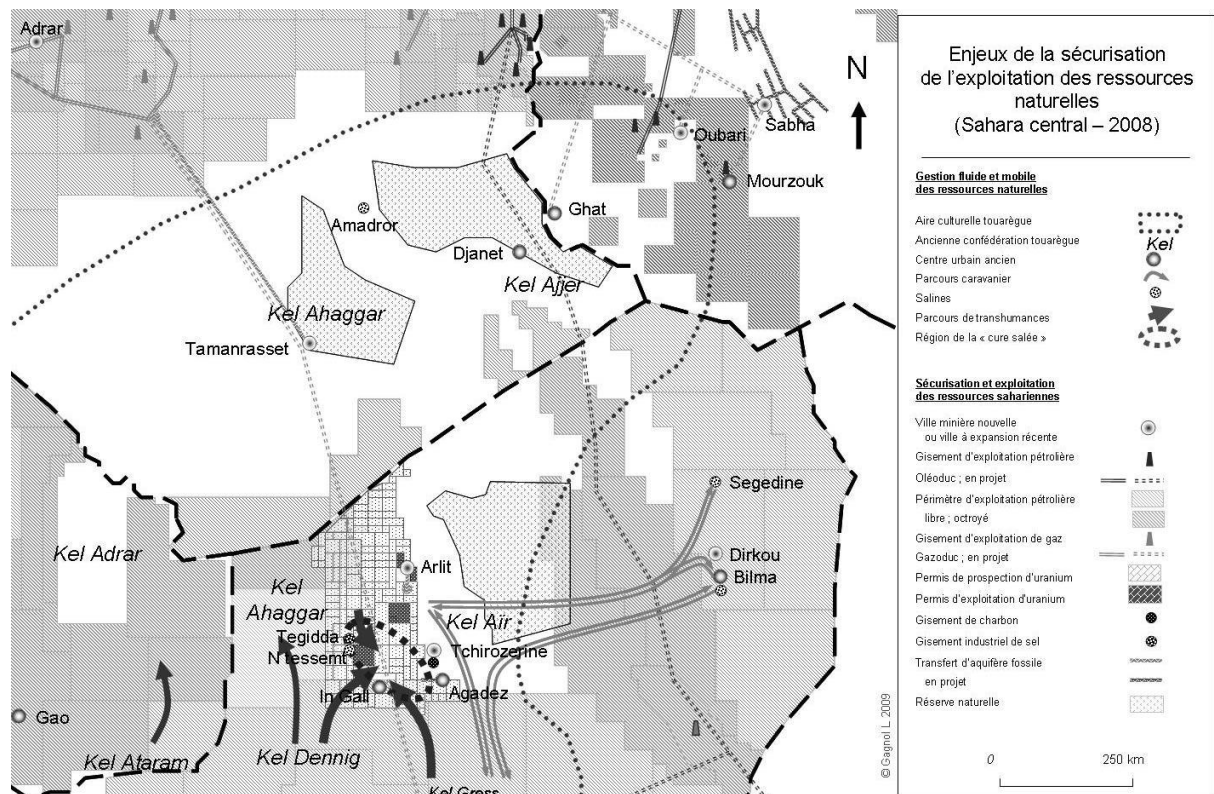 Adrar
N
Oubari
Sabha
Mourzouk
Amadror
Ghat
Djanet
Kel Ajjer
Kel Ahaggar
Tamanrasset
Segedine
Kel Adrar
Dirkou
Arlit
Bilma
Kel
Ahaggar
Kel Air
Tegidda
N'tessemt
Tchirozerine
In Gall
Agadez
Gao
Kel Ataram
Kel Dennig
Kel Gress
© Gagnol L. 2009
Enjeux de la sécurisation
de l'exploitation des ressources
naturelles
(Sahara central – 2008)
Gestion fluide et mobile
des ressources naturelles
Aire culturelle touarègue
Ancienne confédération touarègue Kel
Centre urbain ancien
Parcours caravanier
Salines
Parcours de transhumances
Région de la « cure salée »
Sécurisation et exploitation
des ressources sahariennes
Ville minière nouvelle
ou ville à expansion récente
Gisement d'exploitation pétrolière
Oléoduc ; en projet
Périmètre d'exploitation pétrolière
libre ; octroyé
Gisement d'exploitation de gaz
Gazoduc ; en projet
Permis de prospection d'uranium
Permis d'exploitation d'uranium
Gisement de charbon
Gisement industriel de sel
Transfert d'aquifère fossile
en projet
Réserve naturelle
0 250 km